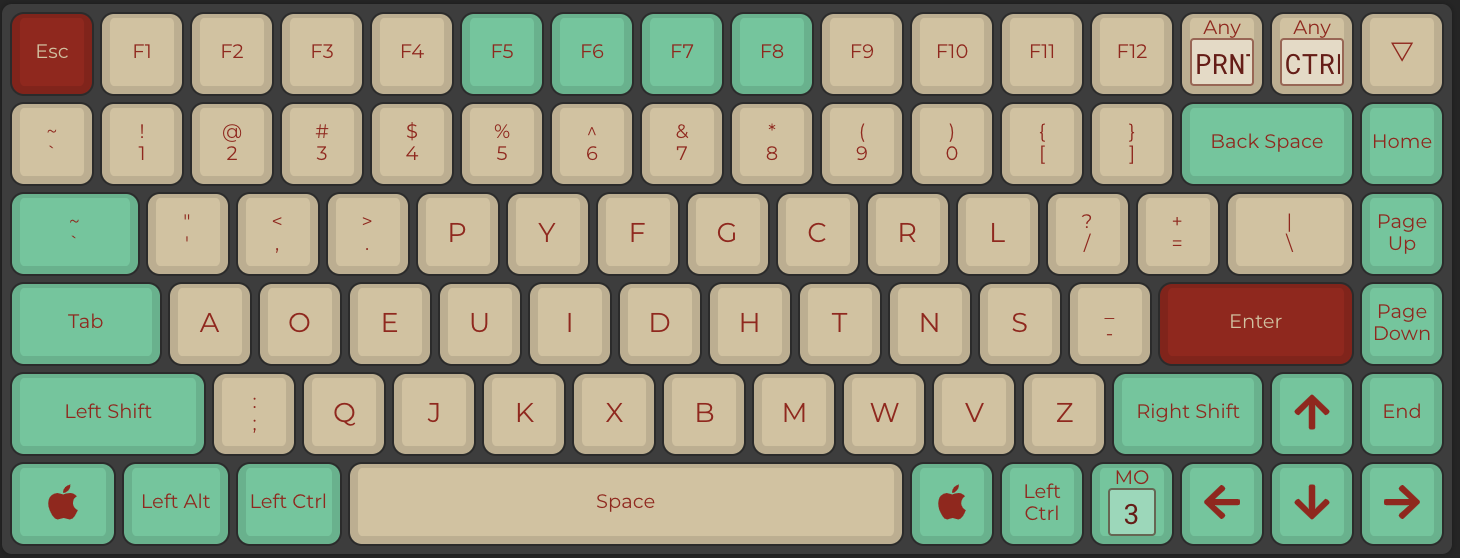 Esc F1 F2 F3 F4 F5 F6 F7 F8 F9 F10 F11 F12 Any PRNT Any CTRL ▽
~ ! @ # $ % ^ & * ( ) { }
` 1 2 3 4 5 6 7 8 9 0 [ ] Back Space Home
~ " < > ? + | Page
` ' , . P Y F G C R L / = \ Up
Tab A O E U I D H T N S _ - Enter Page
Down
Left Shift : ; Q J K X B M W V Z Right Shift ↑ End
Left Alt Left Ctrl Space Left Ctrl MO 3 ← ↓ →